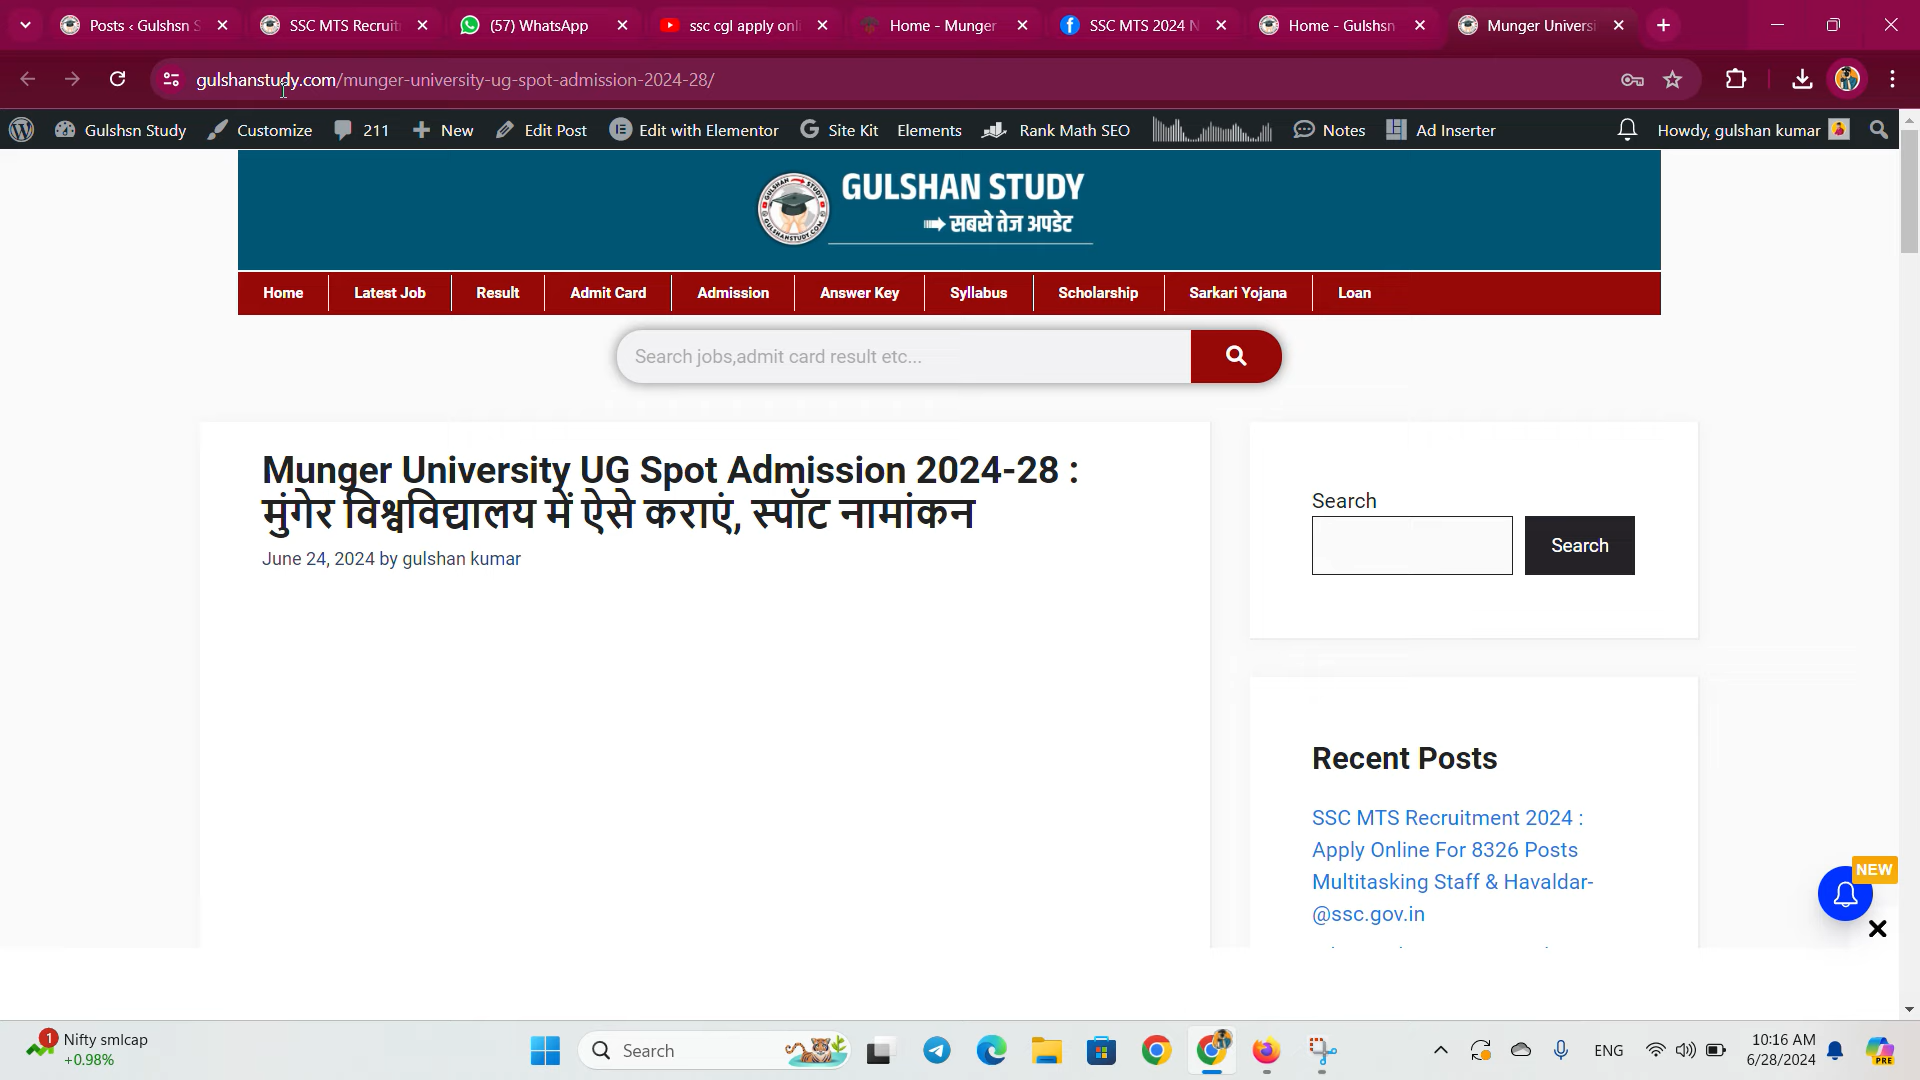 Posts ‹ Gulshsn S
SSC MTS Recruit
(57) WhatsApp
ssc cgl apply onli
Home - Munger
SSC MTS 2024 N
Home - Gulshsn
Munger Universi
gulshanstudy.com/munger-university-ug-spot-admission-2024-28/
Gulshsn Study
Customize
211
New
Edit Post
Edit with Elementor
Site Kit
Elements
Rank Math SEO
Notes
Ad Inserter
Howdy, gulshan kumar
GULSHAN STUDY
सबसे तेज अपडेट
Home
Latest Job
Result
Admit Card
Admission
Answer Key
Syllabus
Scholarship
Sarkari Yojana
Loan
Search jobs,admit card result etc...
Munger University UG Spot Admission 2024-28 :
मुंगेर विश्वविद्यालय में ऐसे कराएं, स्पॉट नामांकन
June 24, 2024 by gulshan kumar
Search
Search
Recent Posts
SSC MTS Recruitment 2024 :
Apply Online For 8326 Posts
Multitasking Staff & Havaldar-
@ssc.gov.in
NEW
1
Nifty smlcap
+0.98%
Search
ENG
10:16 AM
6/28/2024
PRE